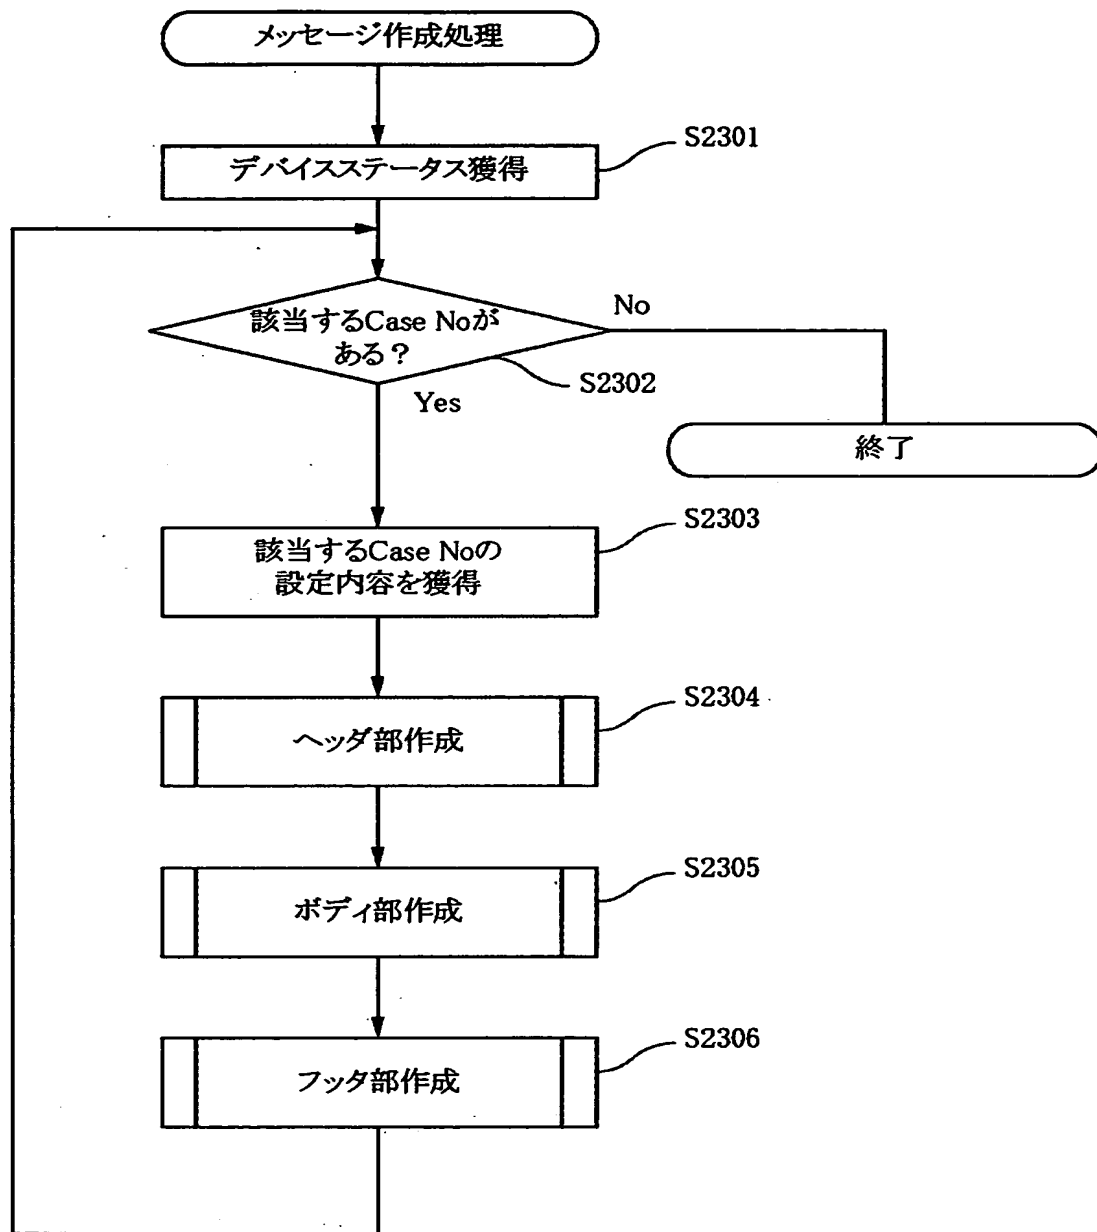 メッセージ作成処理
S2301
デバイスステータス獲得
該当するCase Noが
ある？
No
S2302
Yes
終了
S2303
該当するCase Noの
設定内容を獲得
S2304
ヘッダ部作成
S2305
ボディ部作成
S2306
フッタ部作成